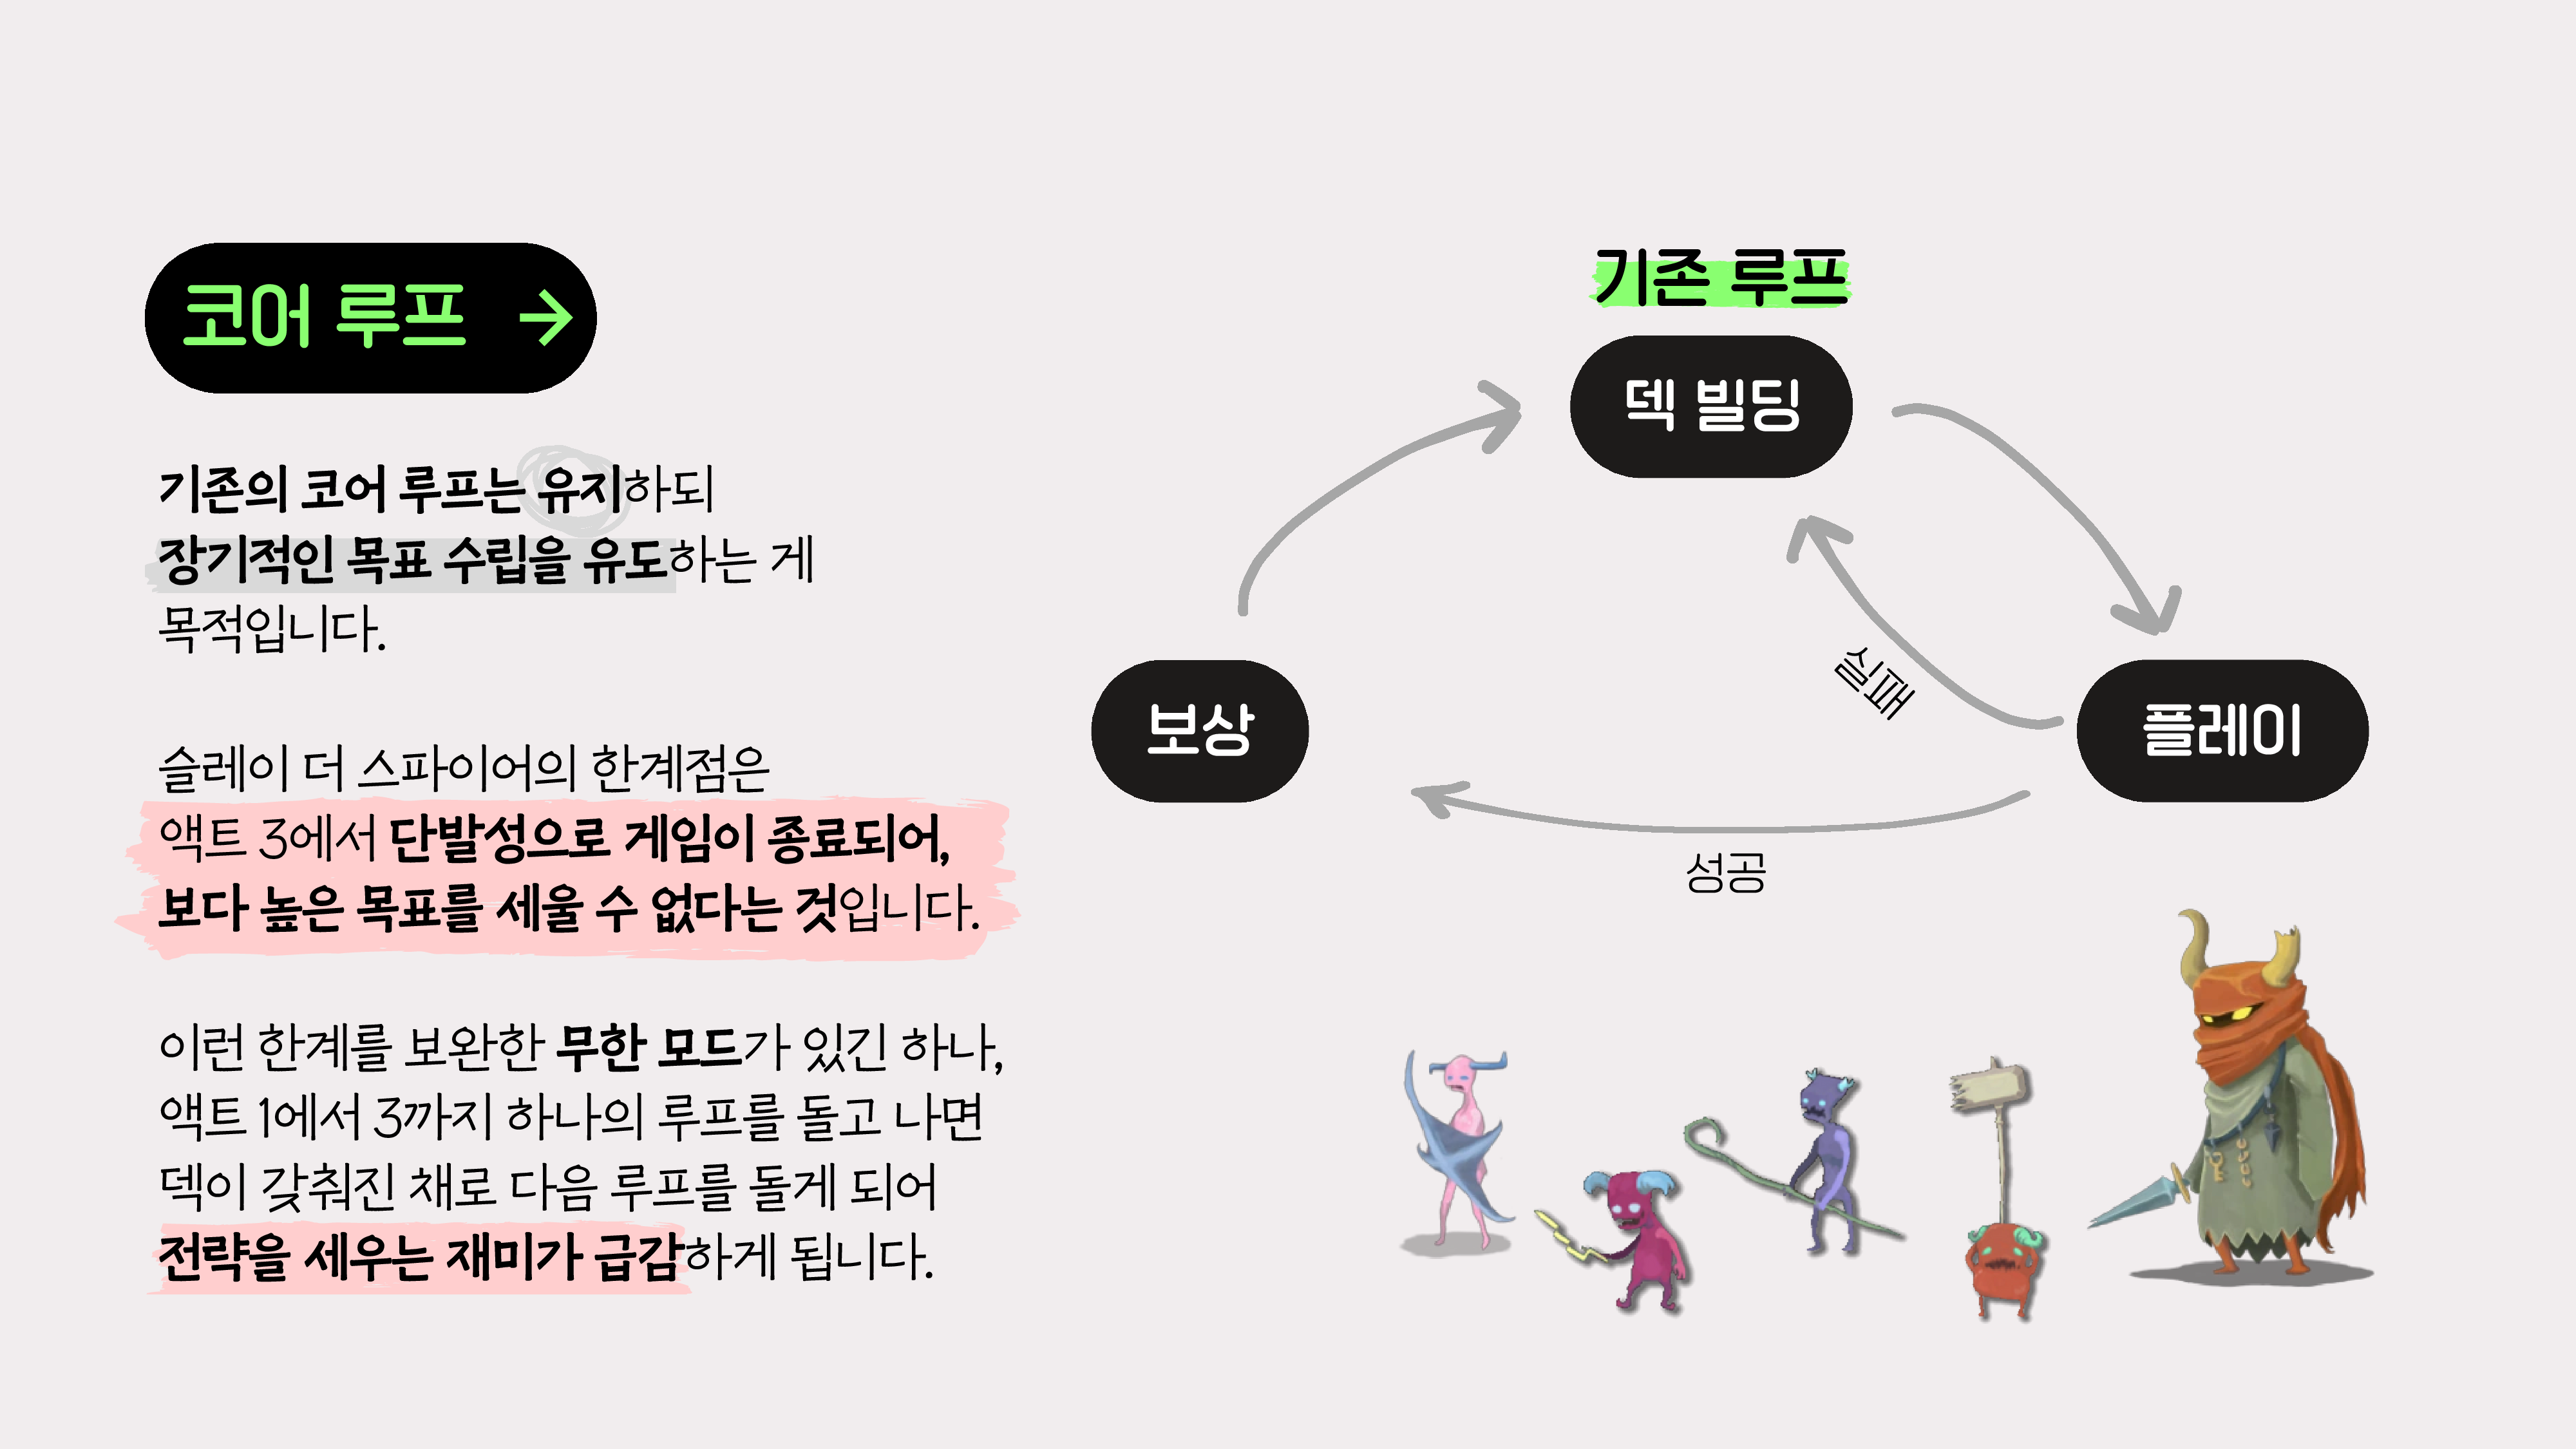 코어 루프 →
기존의 코어 루프는 유지하되
장기적인 목표 수립을 유도하는 게
목적입니다.
슬레이 더 스파이어의 한계점은
액트 3에서 단발성으로 게임이 종료되어,
보다 높은 목표를 세울 수 없다는 것입니다.
이런 한계를 보완한 무한 모드가 있긴 하나,
액트 1에서 3까지 하나의 루프를 돌고 나면
덱이 갖춰진 채로 다음 루프를 돌게 되어
전략을 세우는 재미가 급감하게 됩니다.
기존 루프
덱 빌딩
실패
보상
플레이
성공